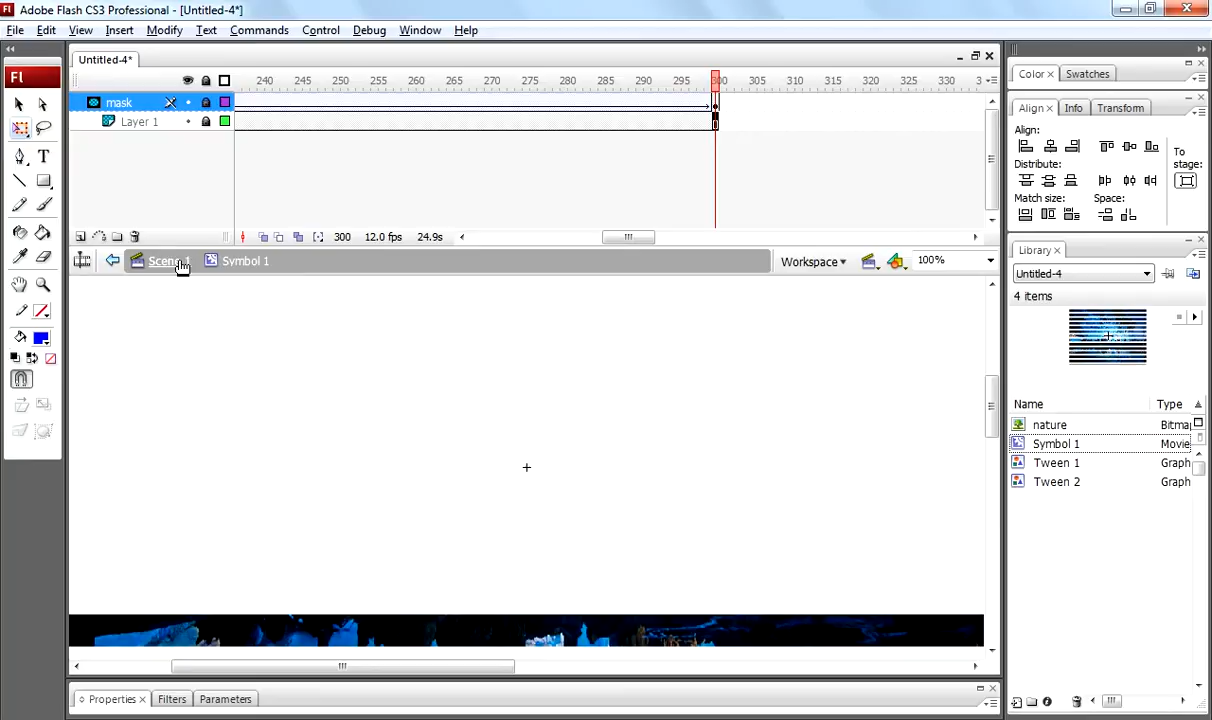 Adobe Flash CS3 Professional - [Untitled-4*]
File Edit View Insert Modify Text Commands Control Debug Window Help
Untitled-4*
240 245 250 255 260 265 270 275 280 285 290 295 300 305 310 315 320 325 330
mask
Layer 1
300 12.0 fps 24.9s
Scene 1 Symbol 1 Workspace 100%
Fl
Properties × Filters Parameters
Color × Swatches
Align × Info Transform
Align:
To stage:
Distribute:
Match size: Space:
Library ×
Untitled-4
4 items
Name Type
nature Bitma
Symbol 1 Movie
Tween 1 Graph
Tween 2 Graph